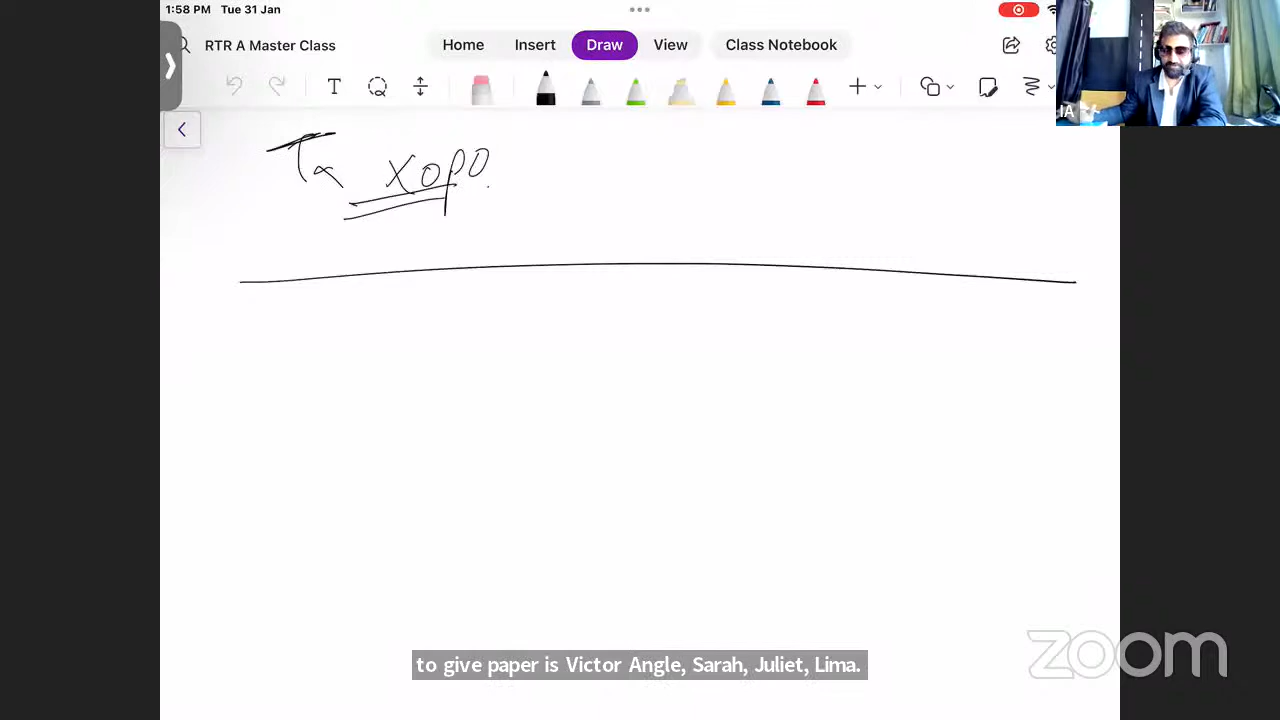 1:58 PM Tue 31 Jan
RTR A Master Class
Home Insert Draw View Class Notebook
T
IA
XOPO
to give paper is Victor Angle, Sarah, Juliet, Lima.
zoom